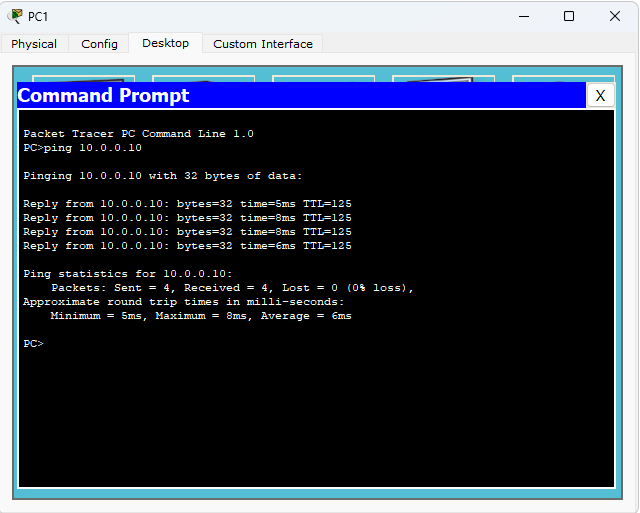 PC1
Physical Config Desktop Custom Interface
Command Prompt
X
Packet Tracer PC Command Line 1.0
PC>ping 10.0.0.10
Pinging 10.0.0.10 with 32 bytes of data:
Reply from 10.0.0.10: bytes=32 time=5ms TTL=125
Reply from 10.0.0.10: bytes=32 time=8ms TTL=125
Reply from 10.0.0.10: bytes=32 time=8ms TTL=125
Reply from 10.0.0.10: bytes=32 time=6ms TTL=125
Ping statistics for 10.0.0.10:
Packets: Sent = 4, Received = 4, Lost = 0 (0% loss),
Approximate round trip times in milli-seconds:
Minimum = 5ms, Maximum = 8ms, Average = 6ms
PC>